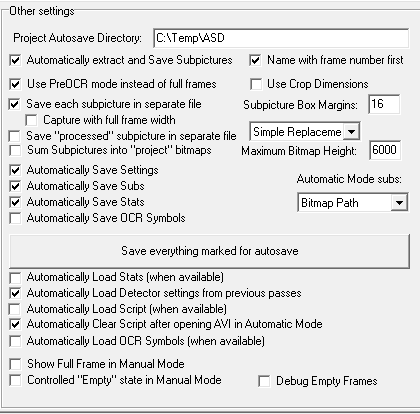 Other settings
Project Autosave Directory: C:\Temp\ASD
Automatically extract and Save Subpictures Name with frame number first
Use PreOCR mode instead of full frames Use Crop Dimensions
Save each subpicture in separate file Subpicture Box Margins: 16
Capture with full frame width
Simple Replaceme
Save "processed" subpicture in separate file
Sum Subpictures into "project" bitmaps Maximum Bitmap Height: 6000
Automatically Save Settings
Automatic Mode subs:
Automatically Save Subs
Automatically Save Stats Bitmap Path
Automatically Save OCR Symbols
Save everything marked for autosave
Automatically Load Stats (when available)
Automatically Load Detector settings from previous passes
Automatically Load Script (when available)
Automatically Clear Script after opening AVI in Automatic Mode
Automatically Load OCR Symbols (when available)
Show Full Frame in Manual Mode
Controlled "Empty" state in Manual Mode Debug Empty Frames